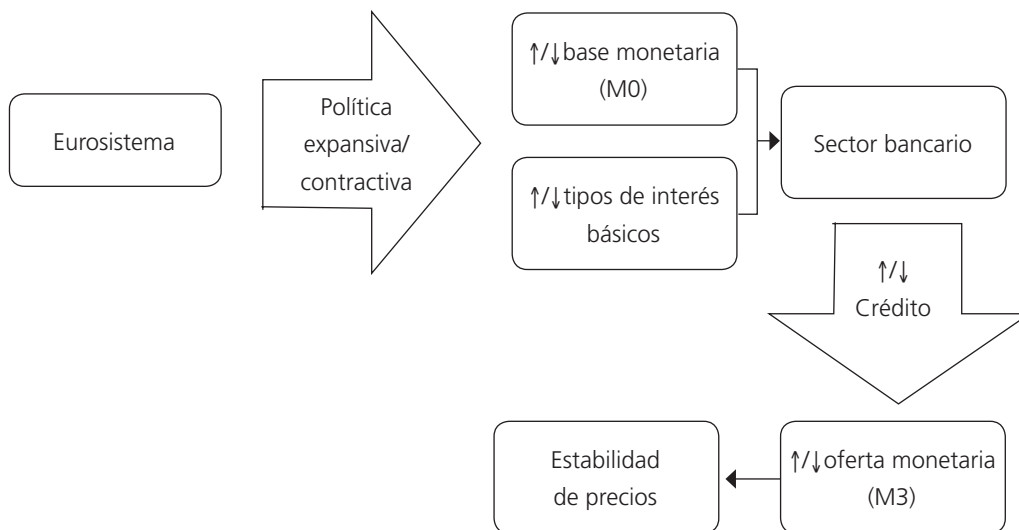 Eurosistema
Política
expansiva/
contractiva
↑/↓base monetaria
(M0)
↑/↓tipos de interés
básicos
Sector bancario
↑/↓
Crédito
↑/↓oferta monetaria
(M3)
Estabilidad
de precios